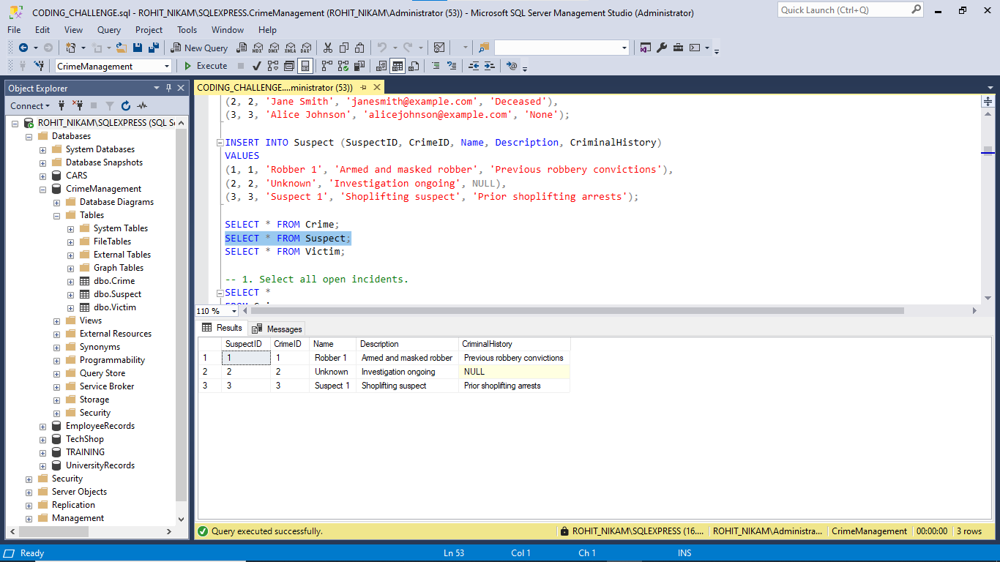 CODING_CHALLENGE.sql - ROHIT_NIKAM\SQLEXPRESS.CrimeManagement (ROHIT_NIKAM\Administrator (53)) - Microsoft SQL Server Management Studio (Administrator)
Quick Launch (Ctrl+Q)
File Edit View Query Project Tools Window Help
New Query MDX DMX XMLA DAX
CrimeManagement Execute
Object Explorer
CODING_CHALLENGE....ministrator (53))
Connect
ROHIT_NIKAM\SQLEXPRESS (SQL S
Databases
System Databases
Database Snapshots
CARS
CrimeManagement
Database Diagrams
Tables
System Tables
FileTables
External Tables
Graph Tables
dbo.Crime
dbo.Suspect
dbo.Victim
Views
External Resources
Synonyms
Programmability
Query Store
Service Broker
Storage
Security
EmployeeRecords
TechShop
TRAINING
UniversityRecords
Security
Server Objects
Replication
Management
(2, 2, 'Jane Smith', 'janesmith@example.com', 'Deceased'),
(3, 3, 'Alice Johnson', 'alicejohnson@example.com', 'None');
INSERT INTO Suspect (SuspectID, CrimeID, Name, Description, CriminalHistory)
VALUES
(1, 1, 'Robber 1', 'Armed and masked robber', 'Previous robbery convictions'),
(2, 2, 'Unknown', 'Investigation ongoing', NULL),
(3, 3, 'Suspect 1', 'Shoplifting suspect', 'Prior shoplifting arrests');
SELECT * FROM Crime;
SELECT * FROM Suspect;
SELECT * FROM Victim;
-- 1. Select all open incidents.
SELECT *
110 %
Results Messages
SuspectID CrimeID Name Description CriminalHistory
1 1 1 Robber 1 Armed and masked robber Previous robbery convictions
2 2 2 Unknown Investigation ongoing NULL
3 3 3 Suspect 1 Shoplifting suspect Prior shoplifting arrests
Query executed successfully. ROHIT_NIKAM\SQLEXPRESS (16.... ROHIT_NIKAM\Administra... CrimeManagement 00:00:00 3 rows
Ready Ln 53 Col 1 Ch 1 INS